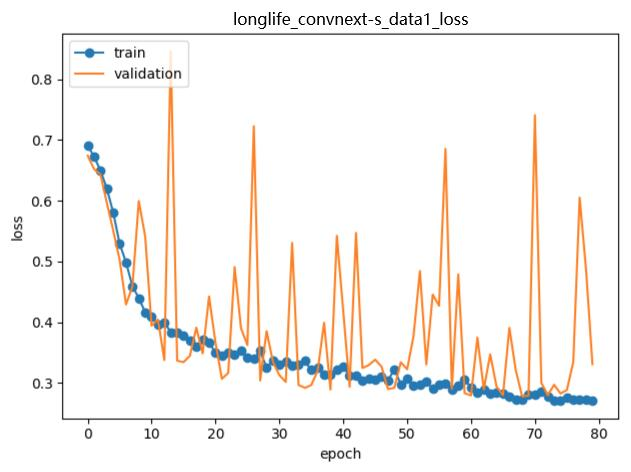 longlife_convnext-s_data1_loss
train
validation
0.8
0.7
0.6
0.5
0.4
0.3
loss
0 10 20 30 40 50 60 70 80
epoch